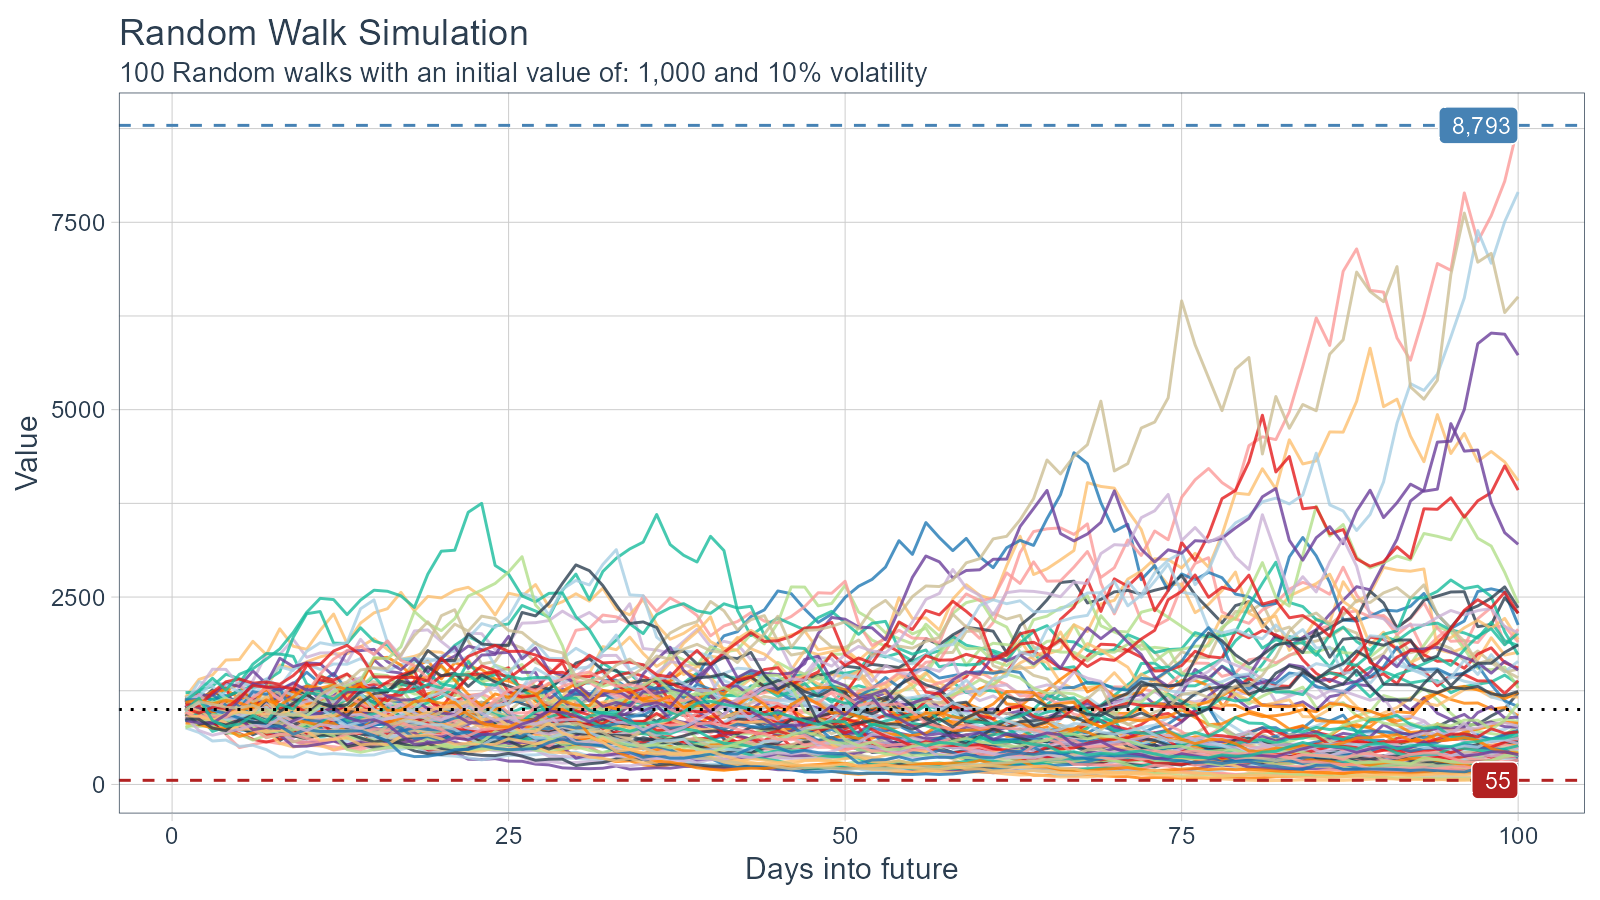 Random Walk Simulation
100 Random walks with an initial value of: 1,000 and 10% volatility
8,793
7500
5000
2500
0
55
0 25 50 75 100
Value
Days into future